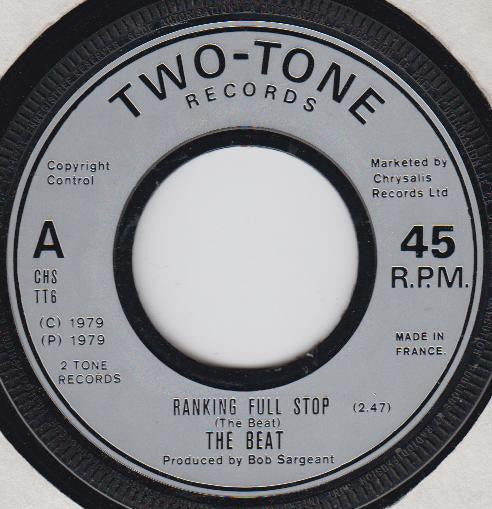 TWO-TONE
RECORDS
Copyright
Control
Marketed by
Chrysalis
Records Ltd
A
45
CHS
TT6
R.P.M.
(C) 1979
(P) 1979
MADE IN
FRANCE.
2 TONE
RECORDS
RANKING FULL STOP (2.47)
(The Beat)
THE BEAT
Produced by Bob Sargeant